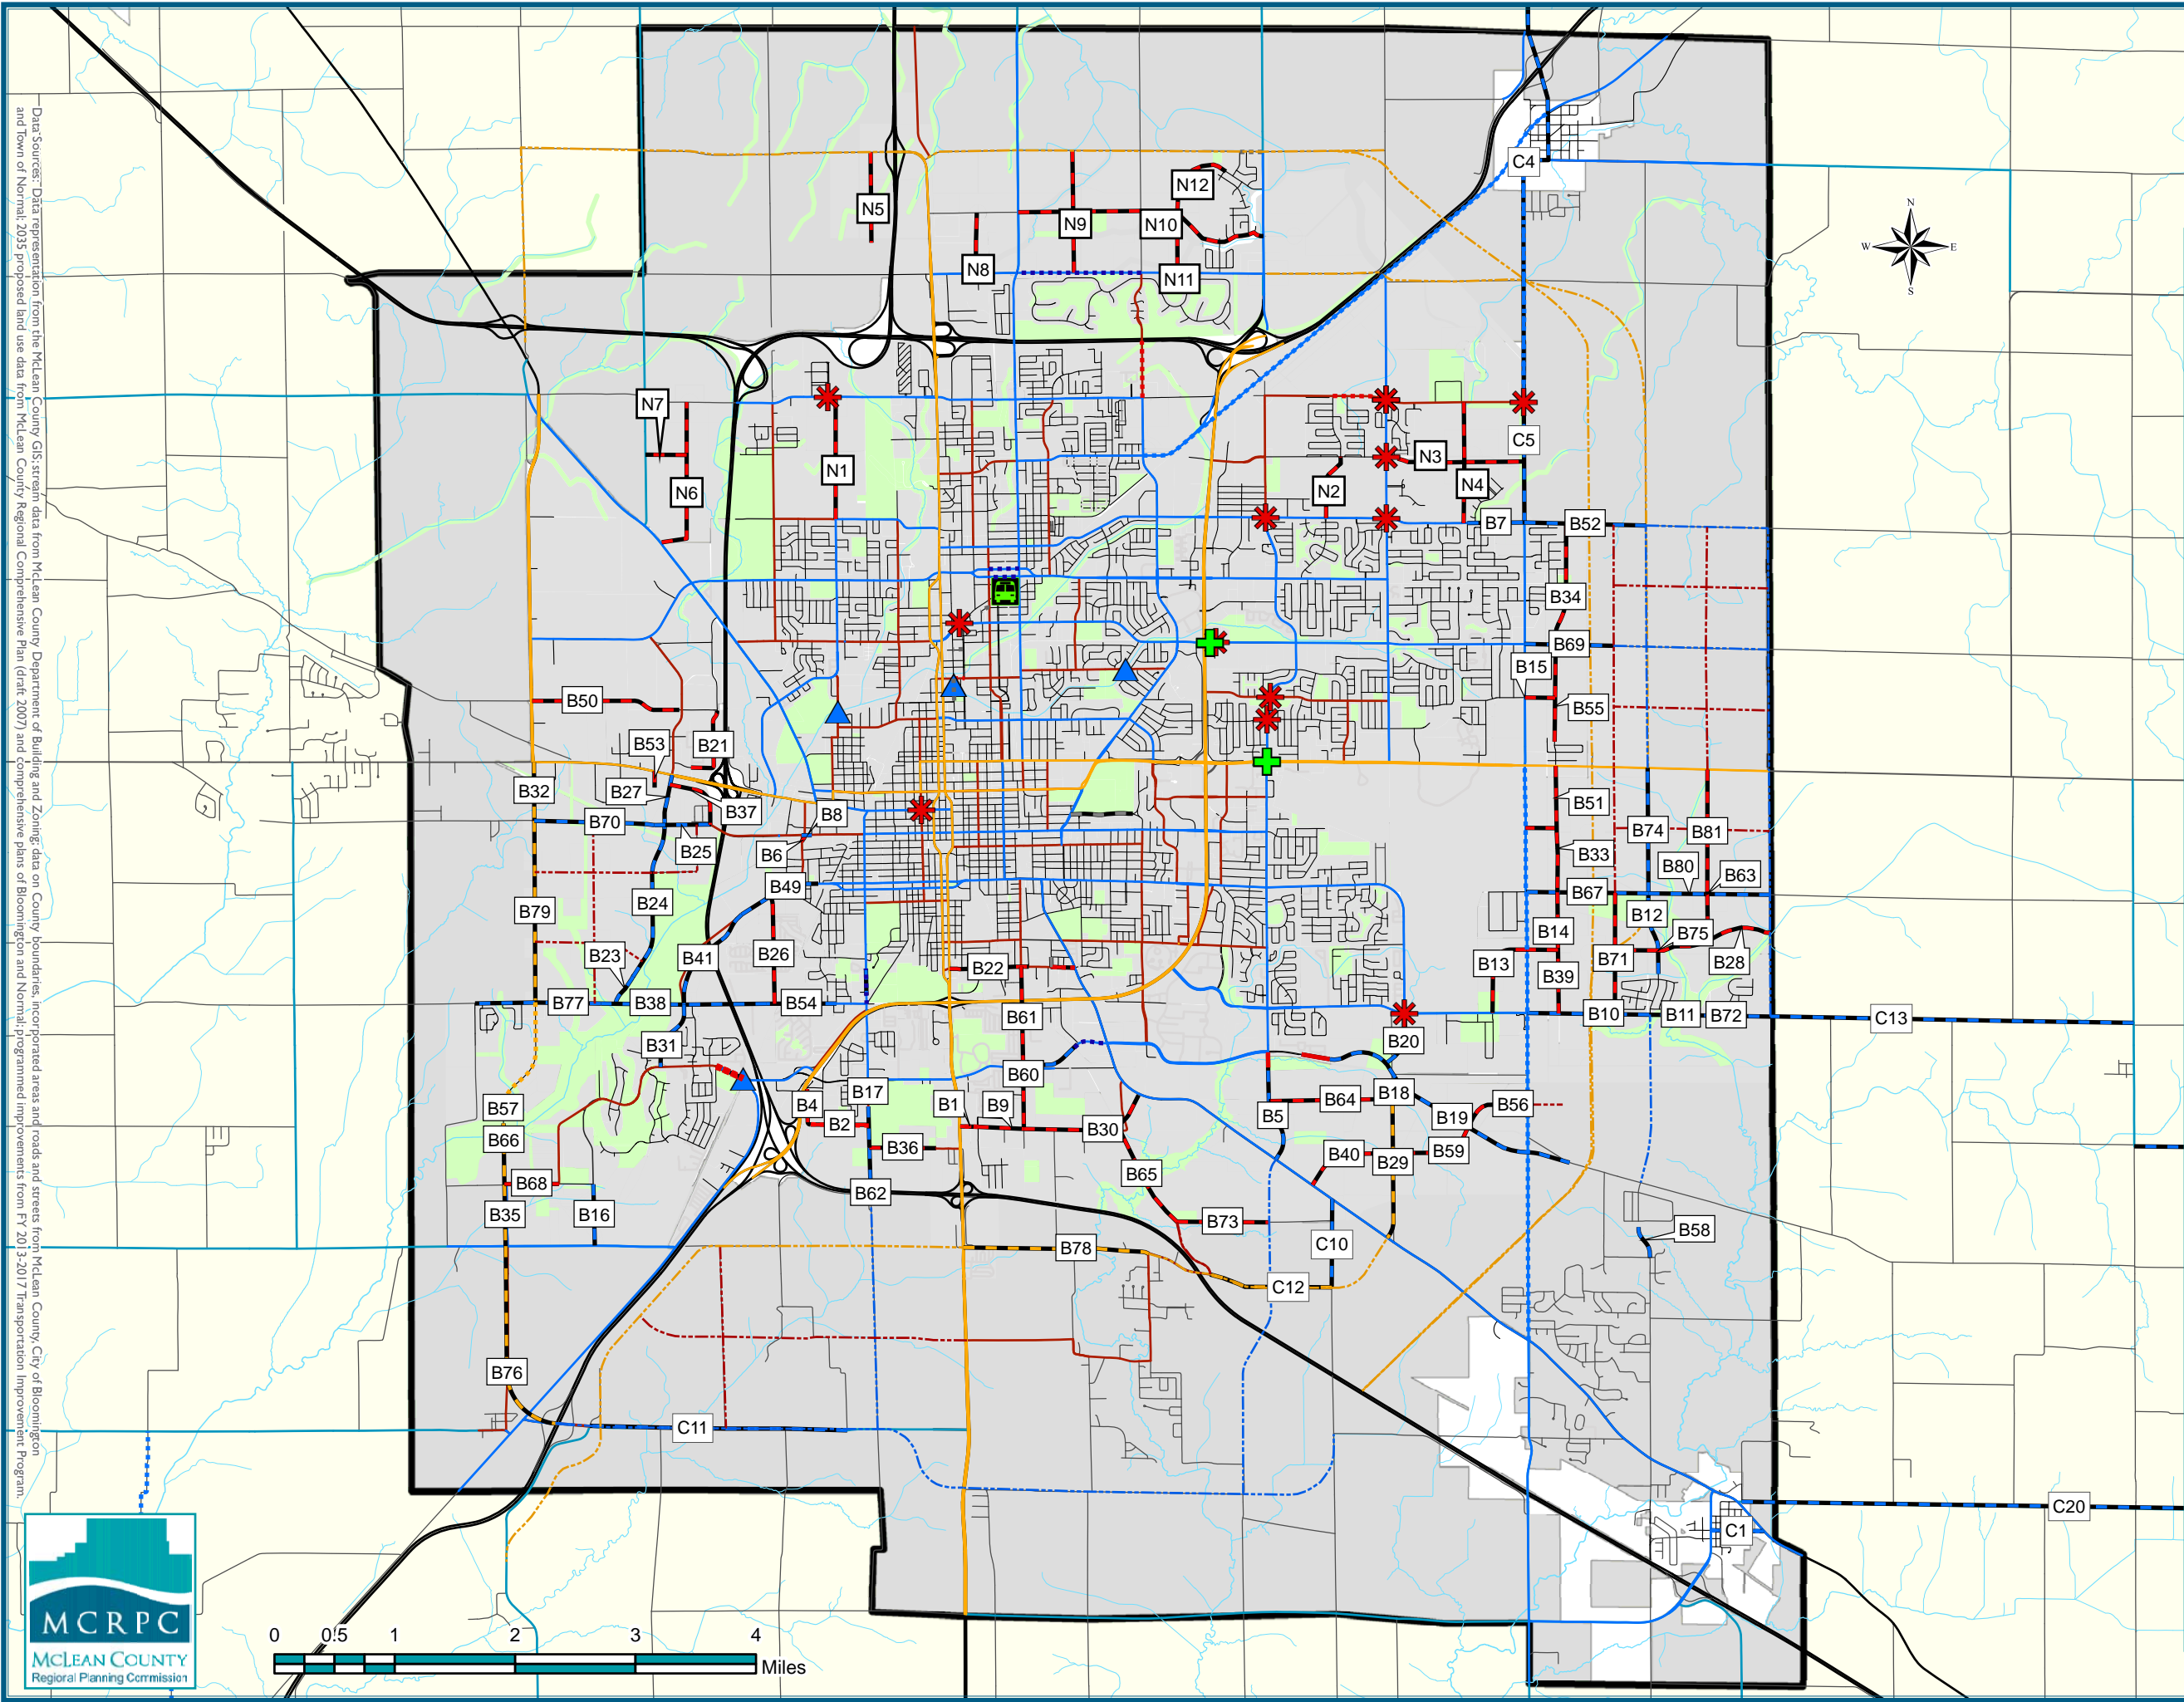 Data Sources: Data representation from the McLean County GIS; stream data from McLean County Department of Building and Zoning; data on County boundaries, incorporated areas and roads and streets from McLean County, City of Bloomington
and Town of Normal; 2035 proposed land use data from McLean County Regional Comprehensive Plan (draft 2007) and comprehensive plans of Bloomington and Normal; programmed improvements from FY 2013-2017 Transportation Improvement Program.
C4
N12
N5
N9
N10
N8
N11
N
W
E
S
N7
C5
N1
N3
N6
N2
N4
B7
B52
B34
B69
B15
B50
B55
B53
B21
B32
B27
B37
B8
B51
B70
B74
B81
B25
B6
B33
B80
B63
B49
B67
B24
B79
B12
B14
B75
B23
B41
B26
B22
B13
B71
B28
B39
B77
B38
B54
B61
B10
B11
B72
C13
B31
B20
B60
B57
B4
B17
B1
B9
B64
B18
B56
B5
B19
B2
B30
B66
B36
B40
B29
B59
B68
B65
B62
B35
B16
B73
B58
C10
B78
C12
B76
C11
C20
C1
MCRPC
MCLEAN COUNTY
Regional Planning Commission
0 0.5 1 2 3 4
Miles